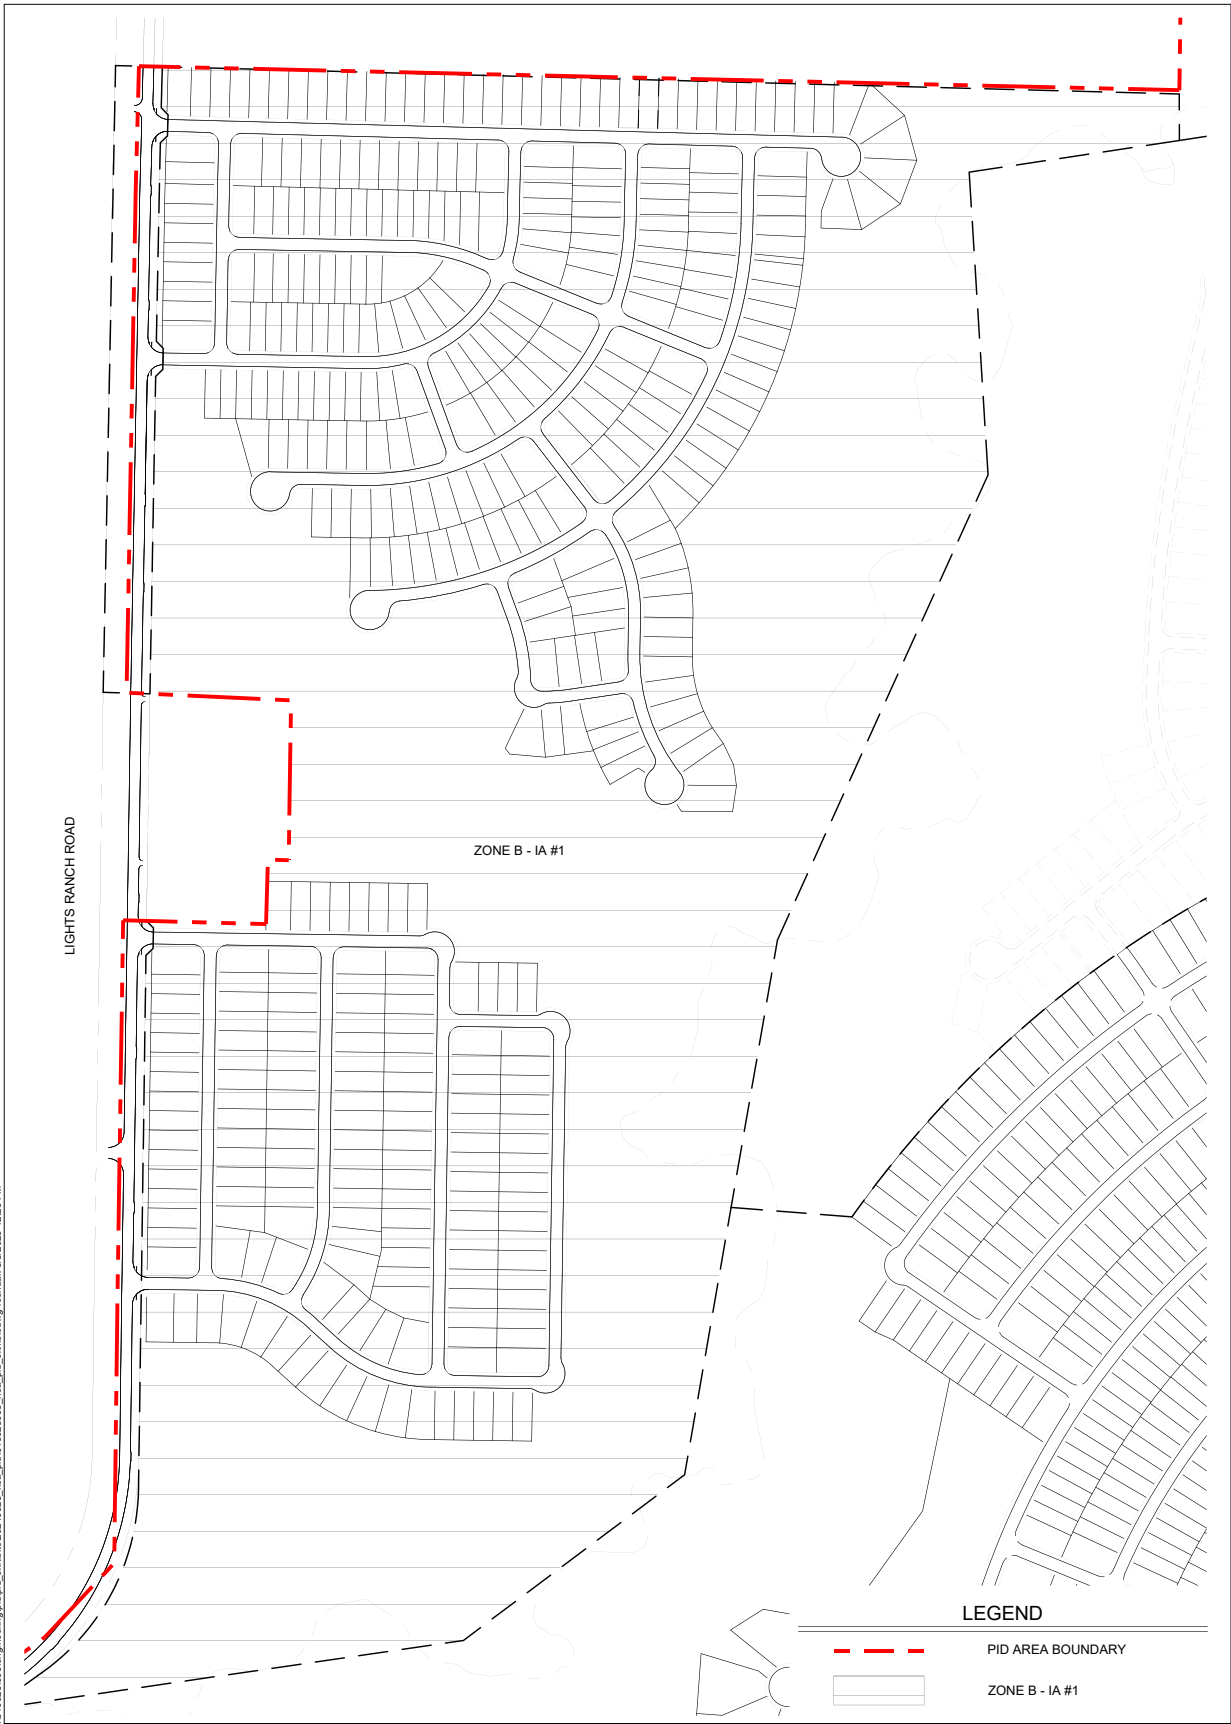 LIGHTS RANCH ROAD
ZONE B - IA #1
LEGEND
PID AREA BOUNDARY
ZONE B - IA #1